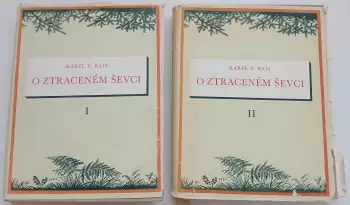 KAREL V. RAIS
O ZTRACENÉM ŠEVCI
I
KAREL V. RAIS
O ZTRACENÉM ŠEVCI
II